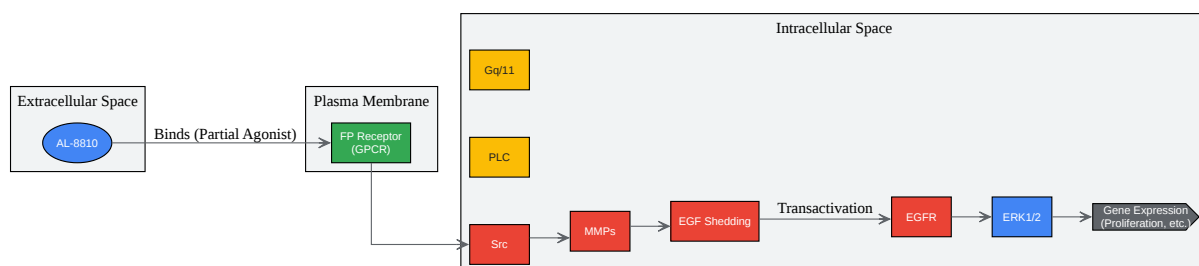 Intracellular Space
Gq/11
Extracellular Space
Plasma Membrane
AL-8810
Binds (Partial Agonist)
FP Receptor
(GPCR)
PLC
Src
MMPs
EGF Shedding
Transactivation
EGFR
ERK1/2
Gene Expression
(Proliferation, etc.)